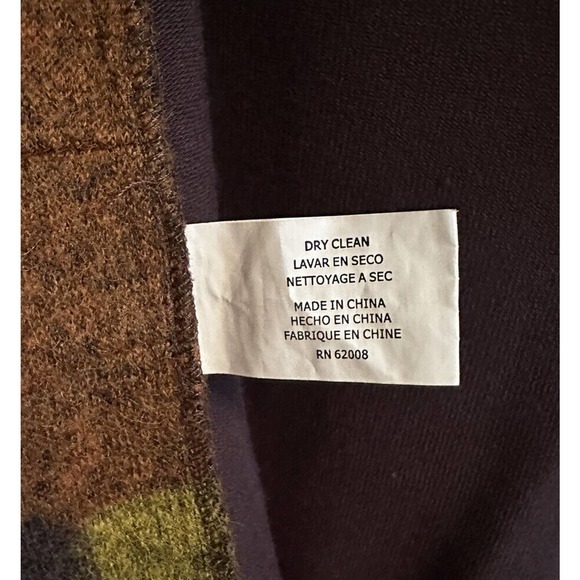 DRY CLEAN
LAVAR EN SECO
NETTOYAGE A SEC
MADE IN CHINA
HECHO EN CHINA
FABRIQUE EN CHINE
RN 62008